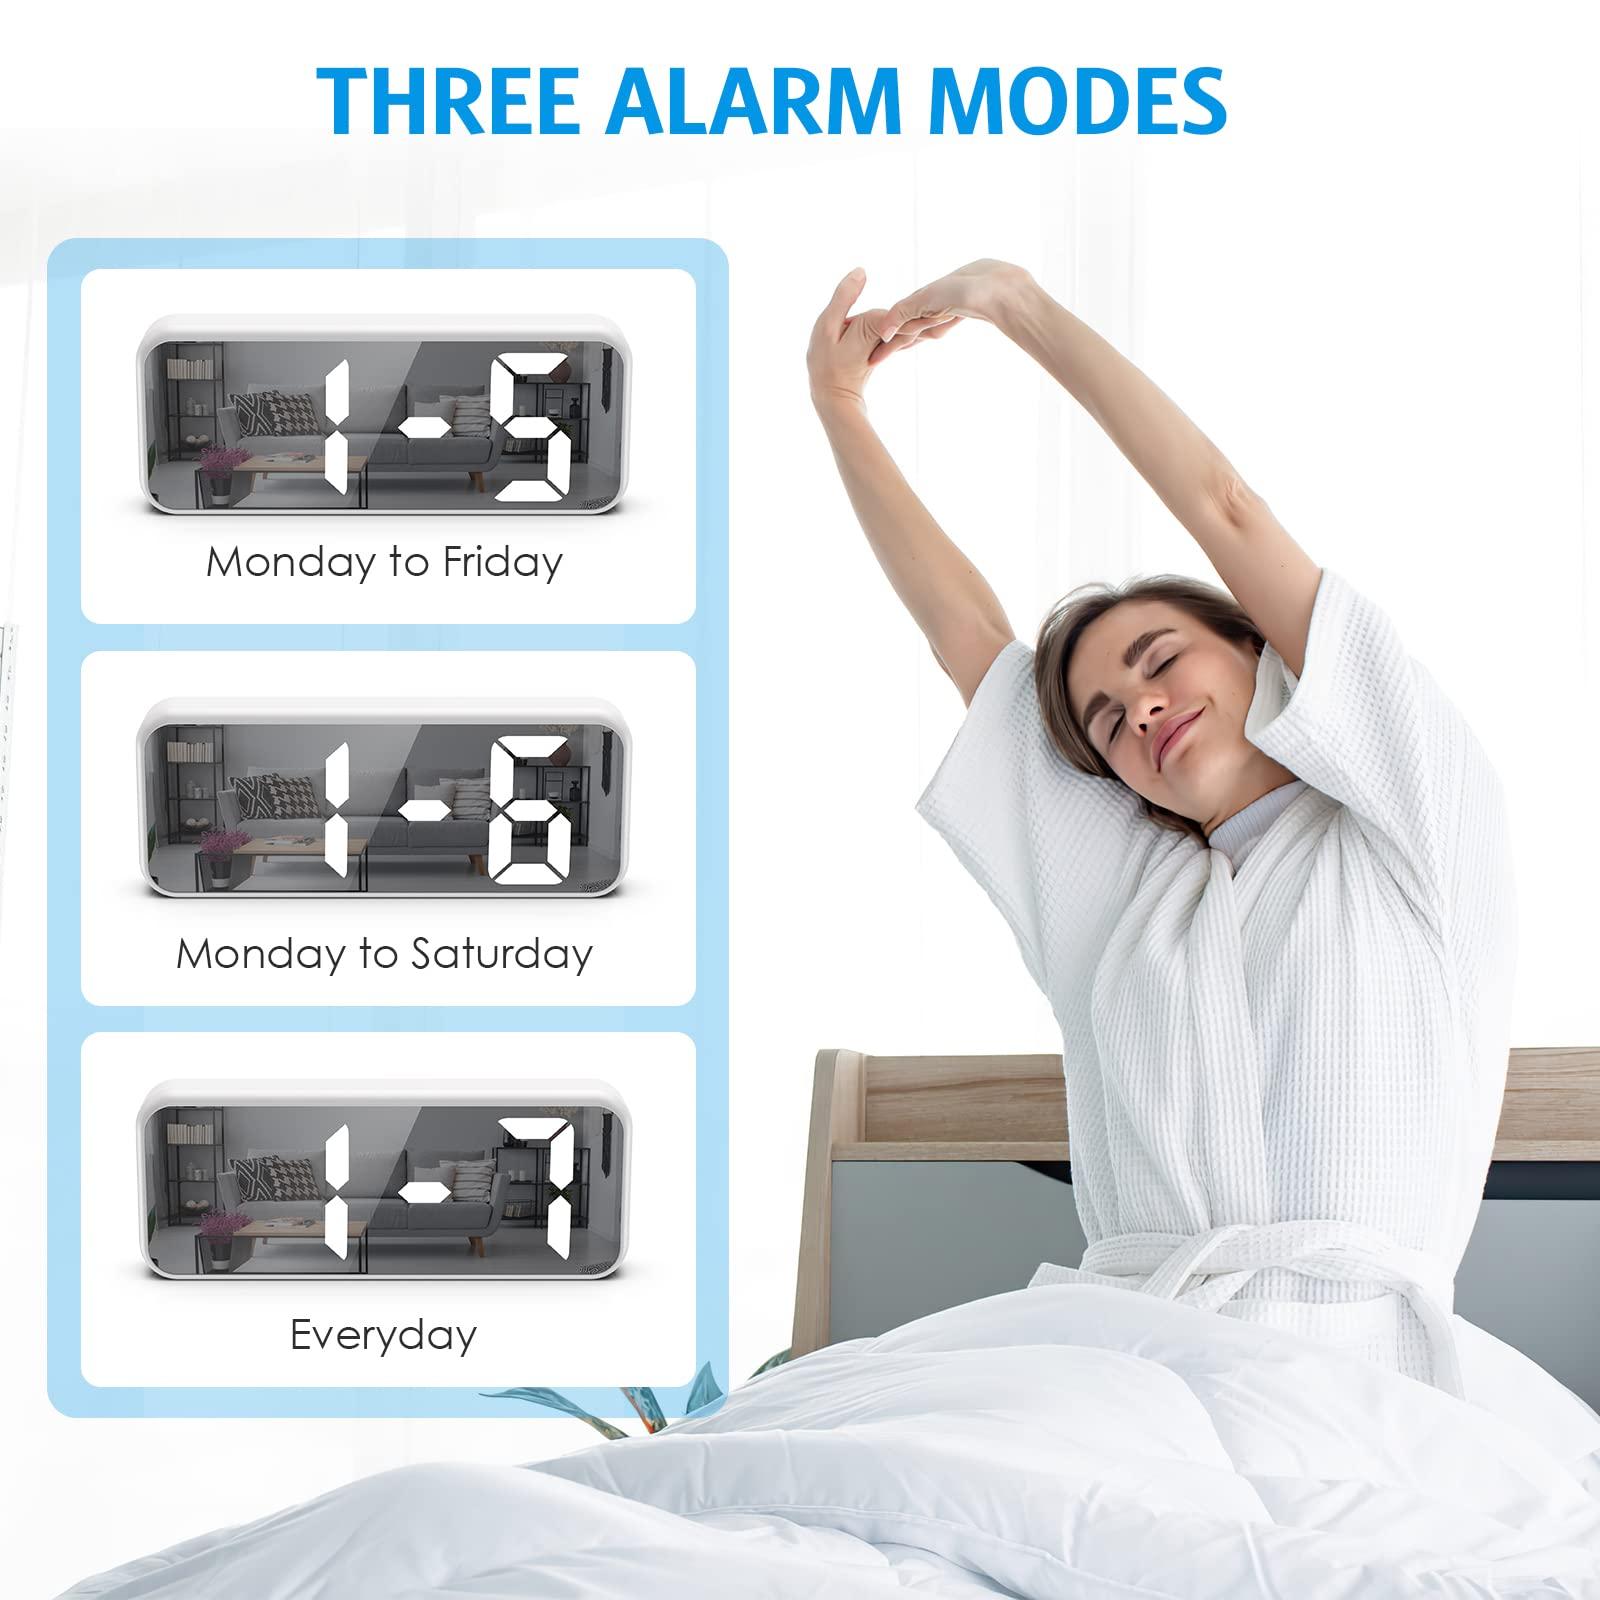 THREE ALARM MODES
1-5
Monday to Friday
1-6
Monday to Saturday
1-7
Everyday